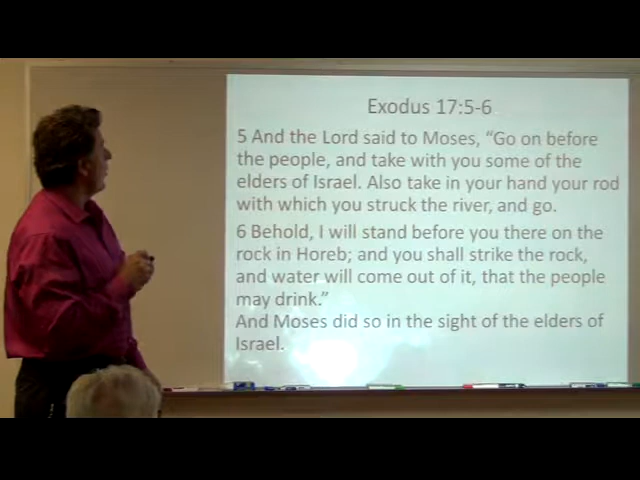 Exodus 17:5-6
5 And the Lord said to Moses, “Go on before
the people, and take with you some of the
elders of Israel. Also take in your hand your rod
with which you struck the river, and go.
6 Behold, I will stand before you there on the
rock in Horeb; and you shall strike the rock,
and water will come out of it, that the people
may drink.”
And Moses did so in the sight of the elders of
Israel.